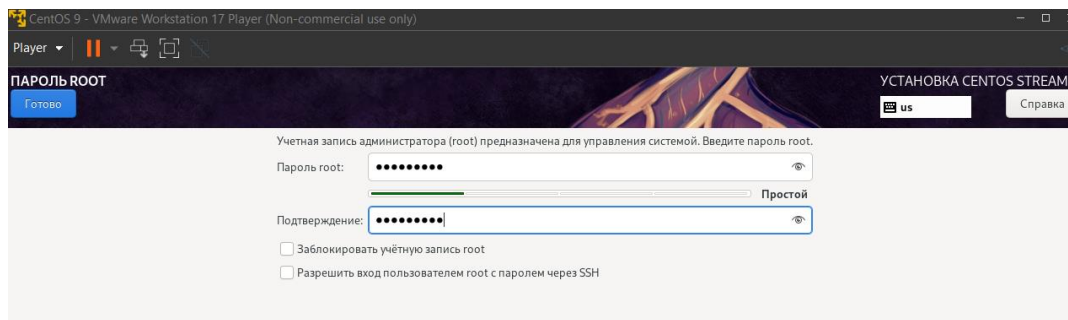 CentOS 9 - VMware Workstation 17 Player (Non-commercial use only)
Player
ПАРОЛЬ ROOT
УСТАНОВКА CENTOS STREAM
Готово
us
Справка
Учетная запись администратора (root) предназначена для управления системой. Введите пароль root.
Пароль root: ●●●●●●●●●
Простой
Подтверждение: ●●●●●●●●●
Заблокировать учётную запись root
Разрешить вход пользователем root с паролем через SSH